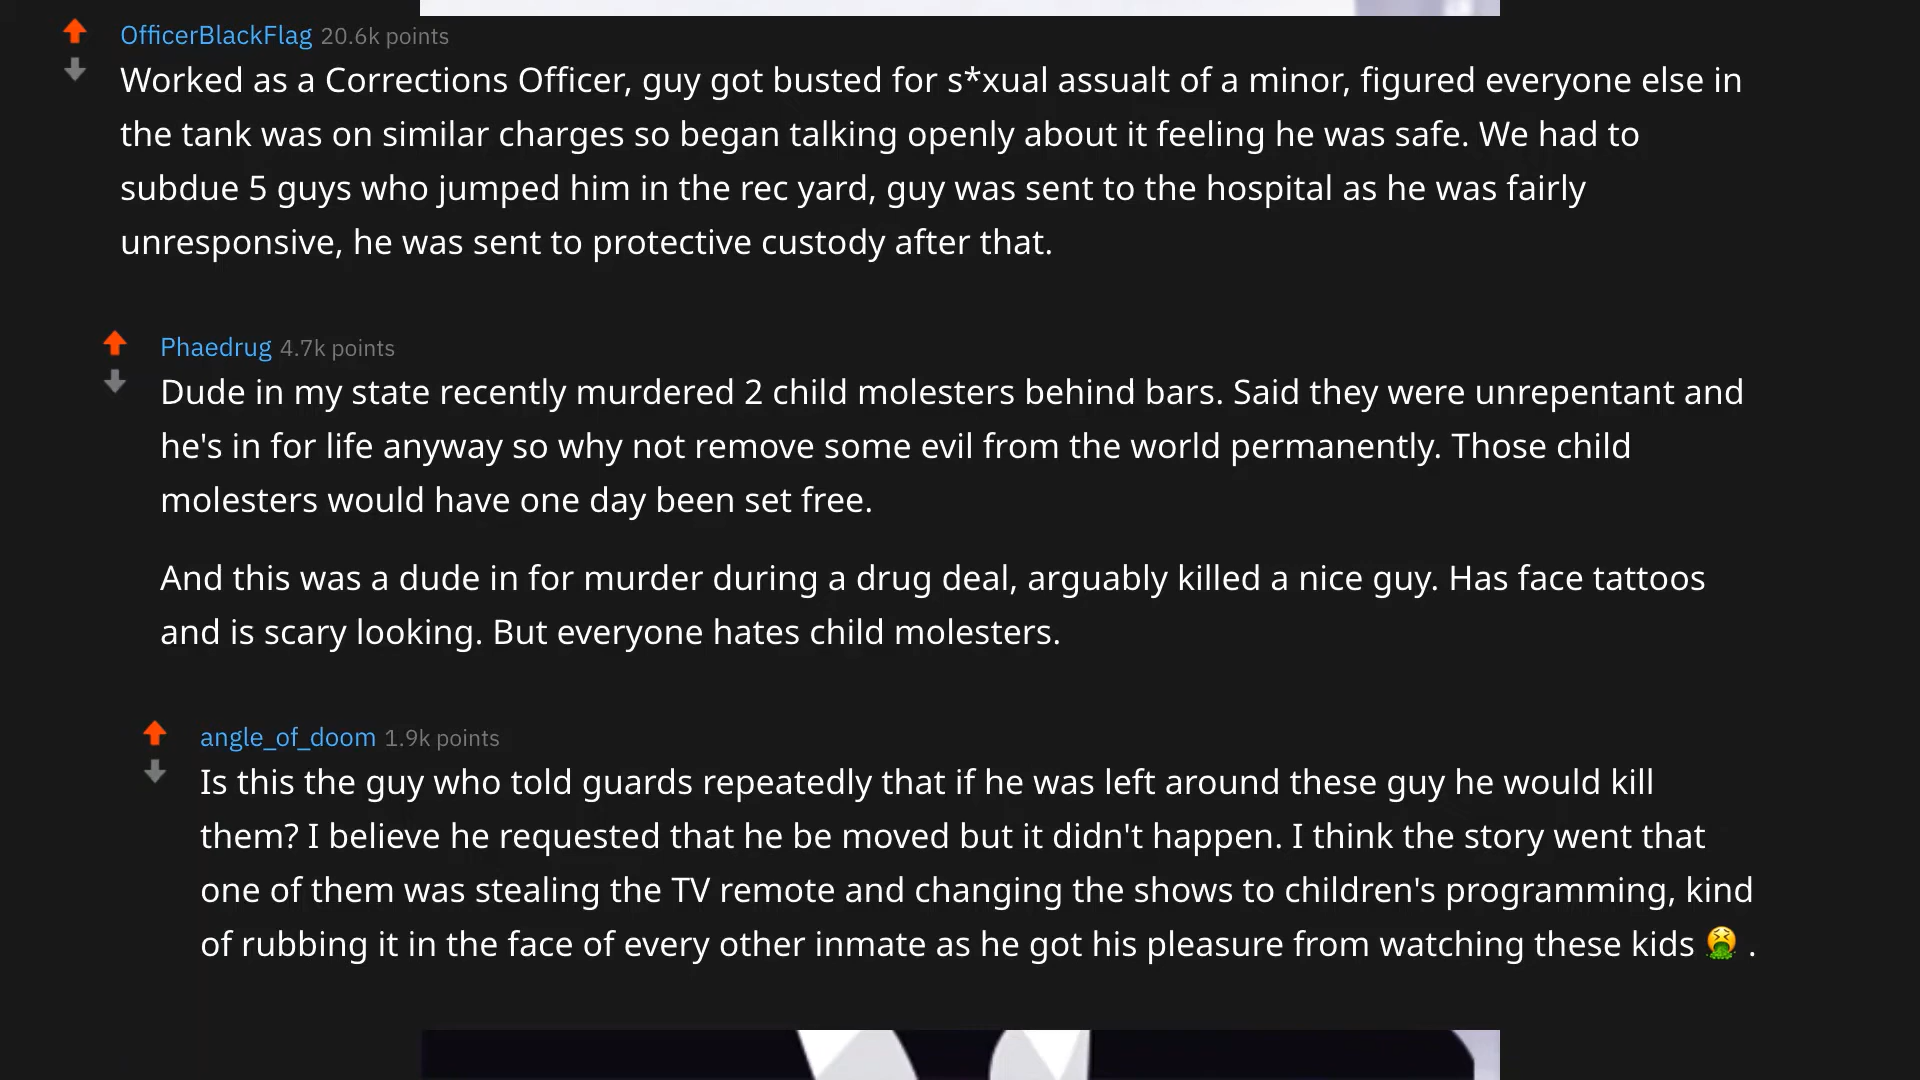 OfficerBlackFlag 20.6k points
Worked as a Corrections Officer, guy got busted for s*xual assualt of a minor, figured everyone else in
the tank was on similar charges so began talking openly about it feeling he was safe. We had to
subdue 5 guys who jumped him in the rec yard, guy was sent to the hospital as he was fairly
unresponsive, he was sent to protective custody after that.
Phaedrug 4.7k points
Dude in my state recently murdered 2 child molesters behind bars. Said they were unrepentant and
he's in for life anyway so why not remove some evil from the world permanently. Those child
molesters would have one day been set free.
And this was a dude in for murder during a drug deal, arguably killed a nice guy. Has face tattoos
and is scary looking. But everyone hates child molesters.
angle_of_doom 1.9k points
Is this the guy who told guards repeatedly that if he was left around these guy he would kill
them? I believe he requested that he be moved but it didn't happen. I think the story went that
one of them was stealing the TV remote and changing the shows to children's programming, kind
of rubbing it in the face of every other inmate as he got his pleasure from watching these kids 🤮 .